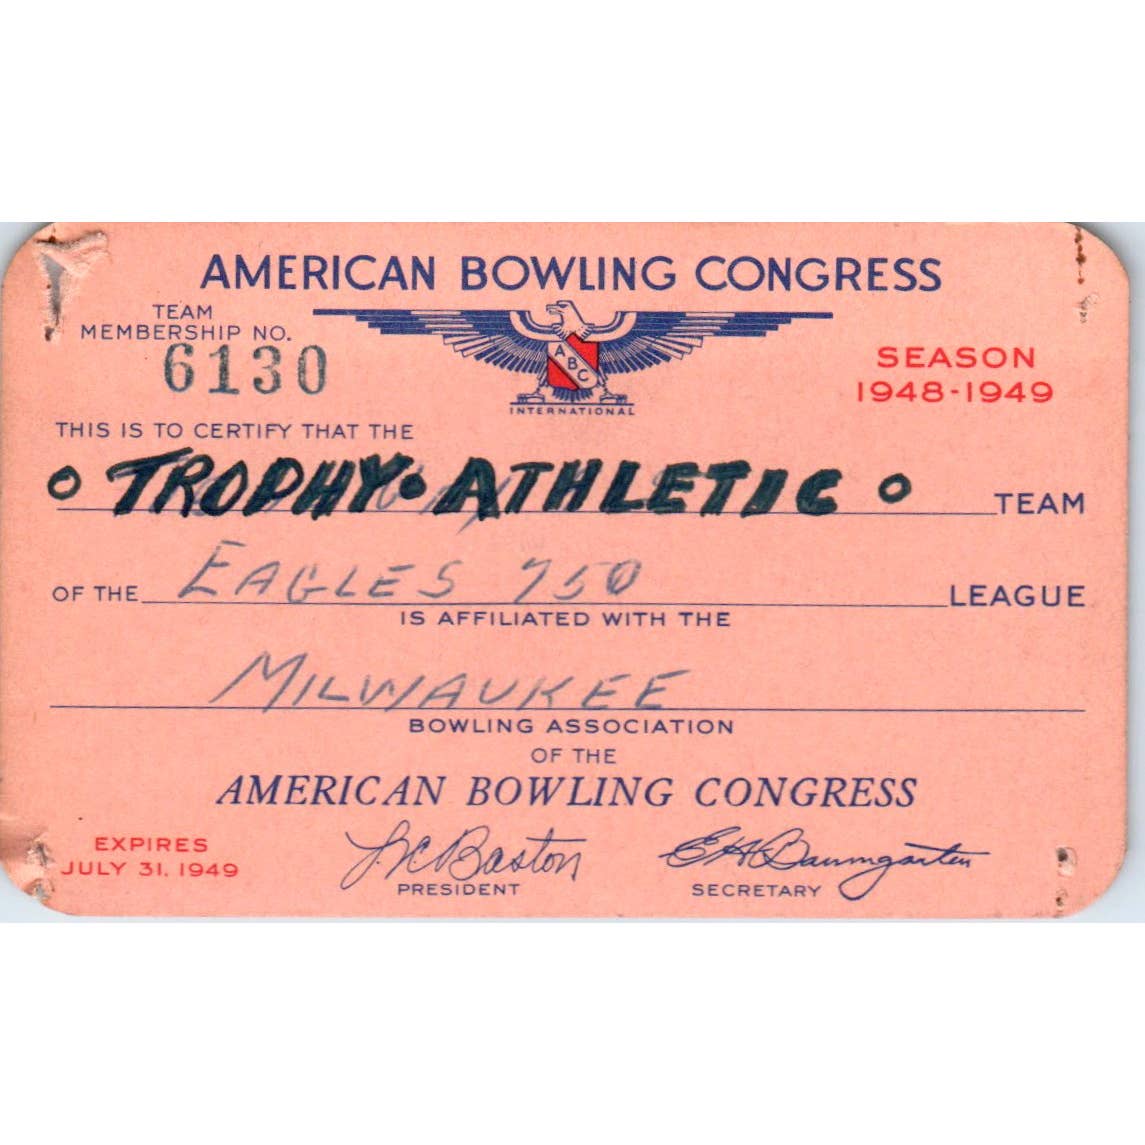 AMERICAN BOWLING CONGRESS
TEAM
MEMBERSHIP NO.
6130
ABC
INTERNATIONAL
SEASON
1948-1949
THIS IS TO CERTIFY THAT THE
• TROPHY • ATHLETIC • TEAM
OF THE EAGLES 750 LEAGUE
IS AFFILIATED WITH THE
MILWAUKEE
BOWLING ASSOCIATION
OF THE
AMERICAN BOWLING CONGRESS
EXPIRES
JULY 31, 1949
L C Baston
PRESIDENT
E H Baumgarten
SECRETARY